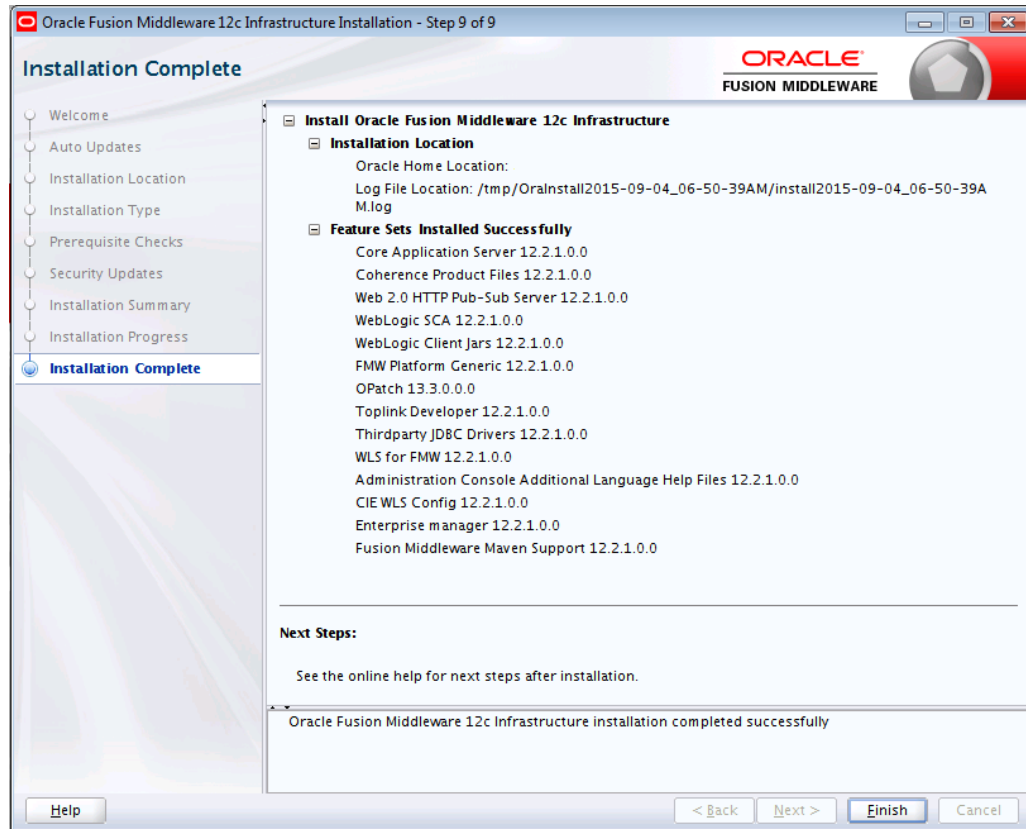 Oracle Fusion Middleware 12c Infrastructure Installation - Step 9 of 9
Installation Complete
ORACLE
FUSION MIDDLEWARE
Welcome
Auto Updates
Installation Location
Installation Type
Prerequisite Checks
Security Updates
Installation Summary
Installation Progress
Installation Complete
Install Oracle Fusion Middleware 12c Infrastructure
Installation Location
Oracle Home Location:
Log File Location: /tmp/OraInstall2015-09-04_06-50-39AM/install2015-09-04_06-50-39A
M.log
Feature Sets Installed Successfully
Core Application Server 12.2.1.0.0
Coherence Product Files 12.2.1.0.0
Web 2.0 HTTP Pub-Sub Server 12.2.1.0.0
WebLogic SCA 12.2.1.0.0
WebLogic Client Jars 12.2.1.0.0
FMW Platform Generic 12.2.1.0.0
OPatch 13.3.0.0.0
Toplink Developer 12.2.1.0.0
Thirdparty JDBC Drivers 12.2.1.0.0
WLS for FMW 12.2.1.0.0
Administration Console Additional Language Help Files 12.2.1.0.0
CIE WLS Config 12.2.1.0.0
Enterprise manager 12.2.1.0.0
Fusion Middleware Maven Support 12.2.1.0.0
Next Steps:
See the online help for next steps after installation.
Oracle Fusion Middleware 12c Infrastructure installation completed successfully
Help
< Back
Next >
Finish
Cancel